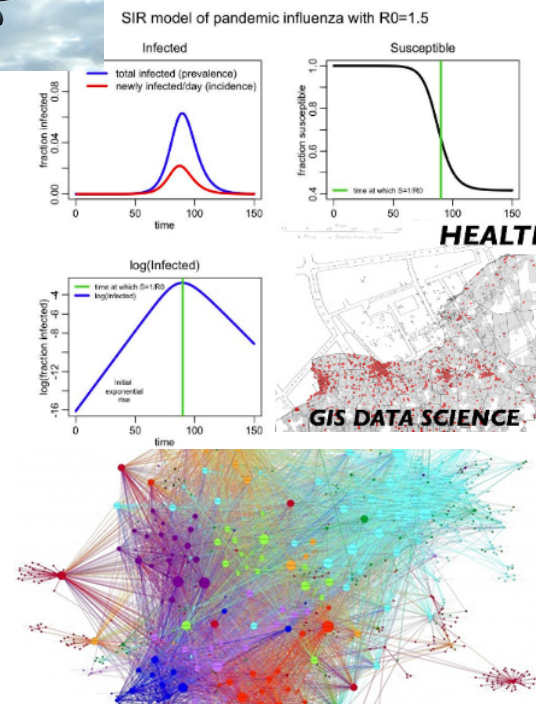 SIR model of pandemic influenza with R0=1.5
Infected
total infected (prevalence)
newly infected/day (incidence)
fraction infected
0.00
0.04
0.08
0
50
100
150
time
Susceptible
fraction susceptible
0.4
0.6
0.8
1.0
time at which S=1/R0
0
50
100
150
log(Infected)
time at which S=1/R0
log(Infected)
log(fraction infected)
-16
-12
-8
-6
-4
Initial
exponential
rise
0
50
100
150
time
HEALT
GIS DATA SCIENCE